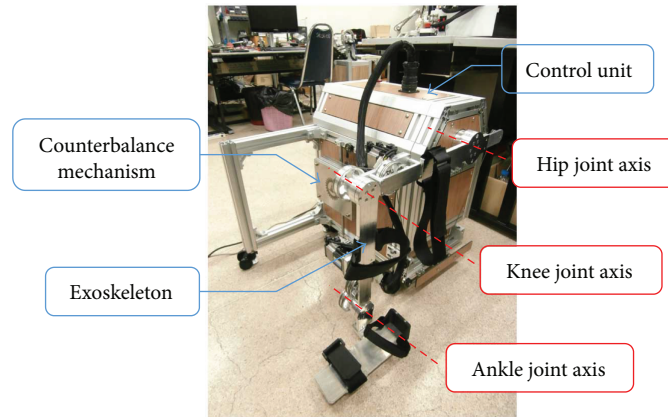 Control unit
Counterbalance
mechanism
Hip joint axis
Knee joint axis
Exoskeleton
Ankle joint axis